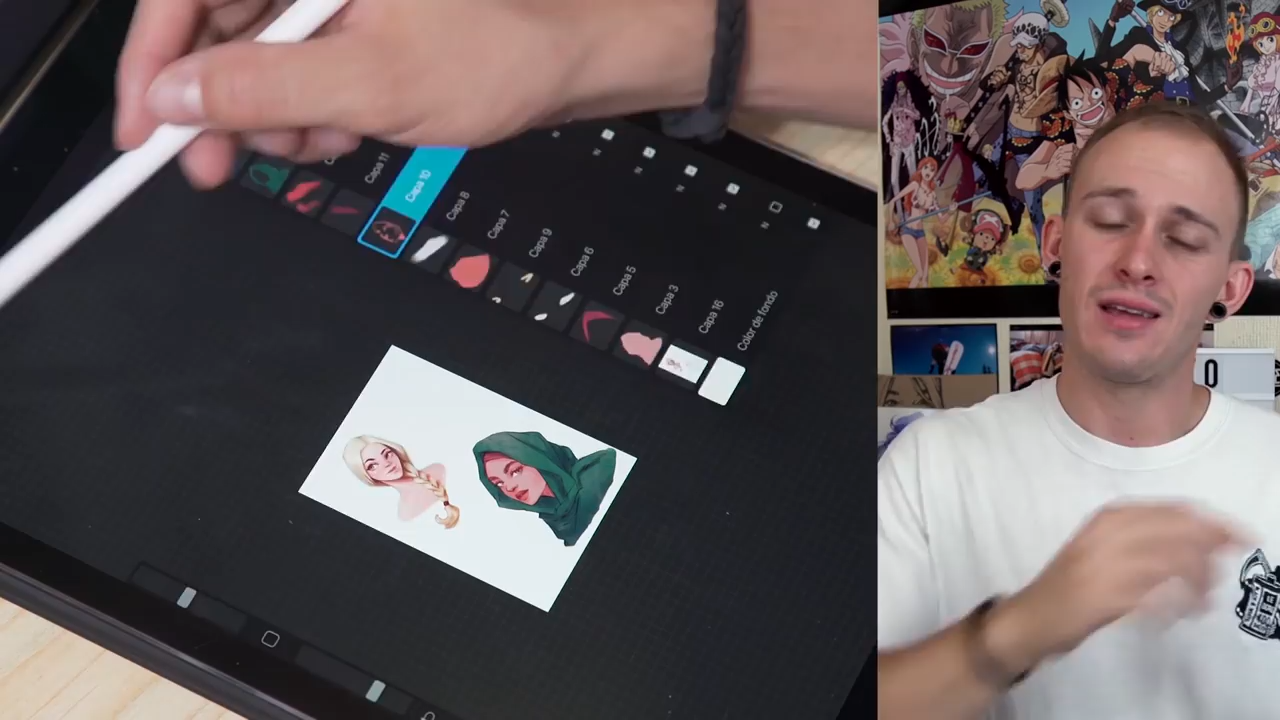 Capa 11
Capa 10
Capa 8
Capa 7
Capa 9
Capa 6
Capa 5
Capa 3
Capa 16
Color de fondo
N
N
N
N
N
0